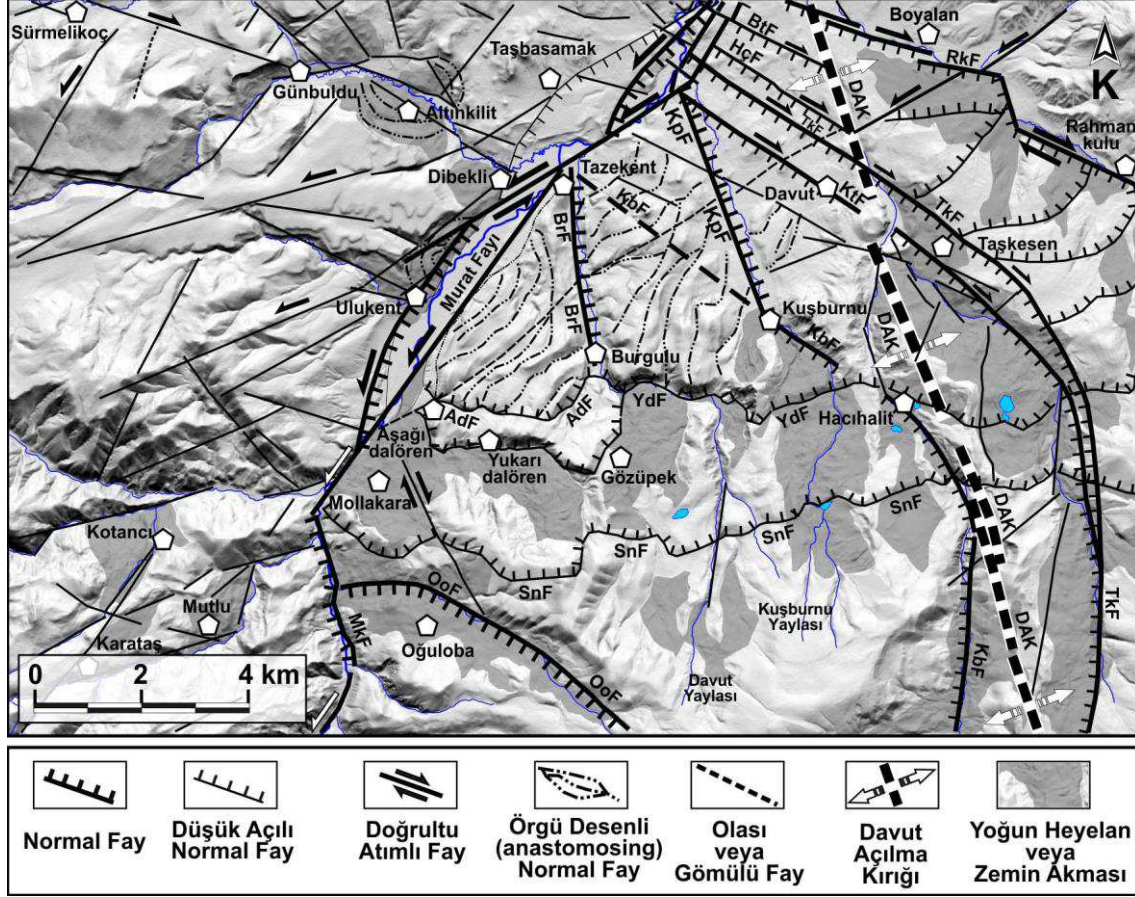 Sürmelikoç
Boyalan
BtF
RkF
Taşbasamak
HçF
K
Günbuldu
DAK
Altınkilit
TkF
KpF
Rahman
kulu
Dibekli
Tazekent
Davut
KtF
KbF
TkF
BrF
KpF
Taşkesen
Murat Fayı
Ulukent
BrF
Kuşburnu
DAK
KbF
Burgulu
AdF
AdF
YdF
YdF
Hacıhalit
Aşağı
dalören
Yukarı
dalören
Gözüpek
Mollakara
DAK
SnF
Kotancı
SnF
SnF
OoF
SnF
Mutlu
Kuşburnu
Yaylası
DAK
TkF
MkF
Karataş
Oğuloba
KbF
OoF
Davut
Yaylası
0 2 4 km
Normal Fay
Düşük Açılı
Normal Fay
Doğrultu
Atımlı Fay
Örgü Desenli
(anastomosing)
Normal Fay
Olası
veya
Gömülü Fay
Davut
Açılma
Kırığı
Yoğun Heyelan
veya
Zemin Akması